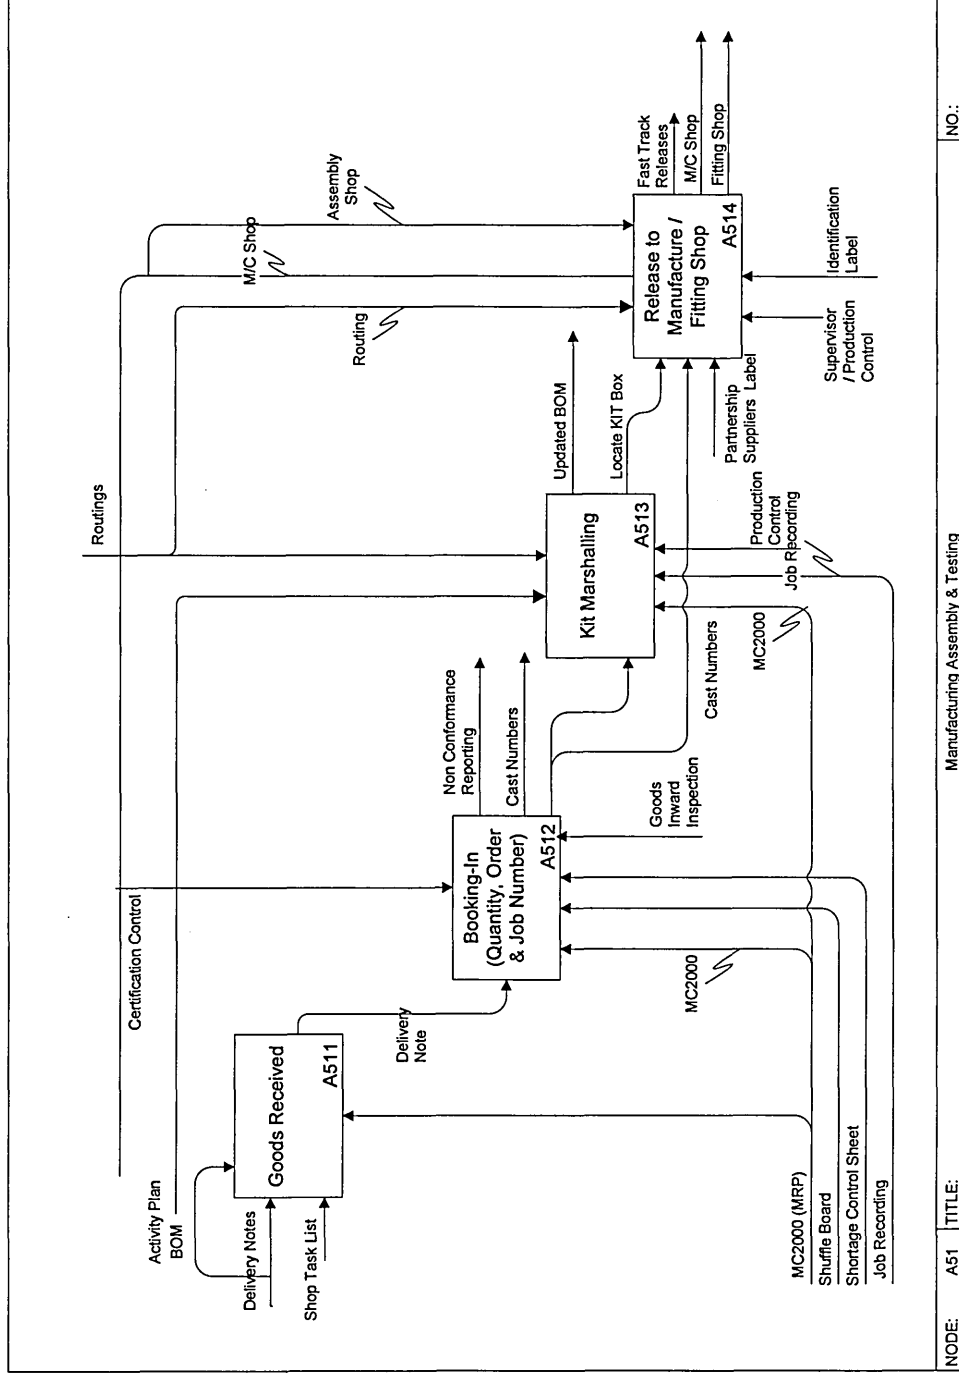 Routings
Assembly
Shop
M/C Shop
Routing
Certification Control
Activity Plan
BOM
Delivery Notes
Shop Task List
Goods Received
A511
Delivery
Note
Booking-In
(Quantity, Order
& Job Number)
A512
Non Conformance
Reporting
Cast Numbers
Goods
Inward
Inspection
MC2000
Kit Marshalling
A513
Updated BOM
Locate KIT Box
Cast Numbers
MC2000
Production
Control
Job Recording
Release to
Manufacture /
Fitting Shop
A514
Fast Track
Releases
M/C Shop
Fitting Shop
Partnership
Suppliers Label
Supervisor
/ Production
Control
Identification
Label
MC2000 (MRP)
Shuffle Board
Shortage Control Sheet
Job Recording
NODE: A51
TITLE:
Manufacturing Assembly & Testing
NO.: